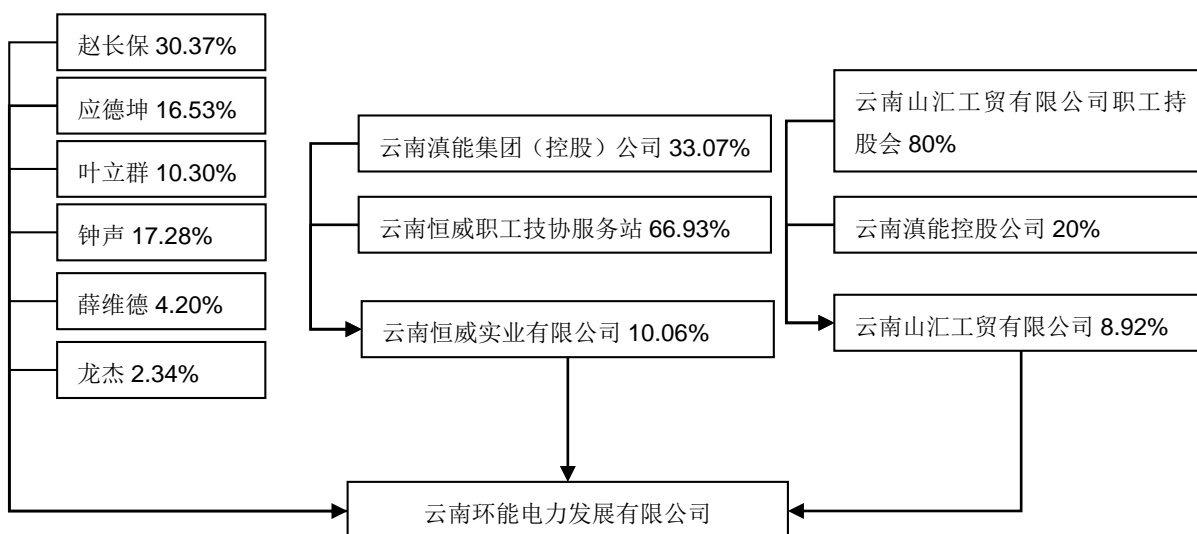 赵长保 30.37%
应德坤 16.53%
叶立群 10.30%
钟声 17.28%
薛维德 4.20%
龙杰 2.34%
云南滇能集团（控股）公司 33.07%
云南恒威职工技协服务站 66.93%
云南恒威实业有限公司 10.06%
云南山汇工贸有限公司职工持
股会 80%
云南滇能控股公司 20%
云南山汇工贸有限公司 8.92%
云南环能电力发展有限公司